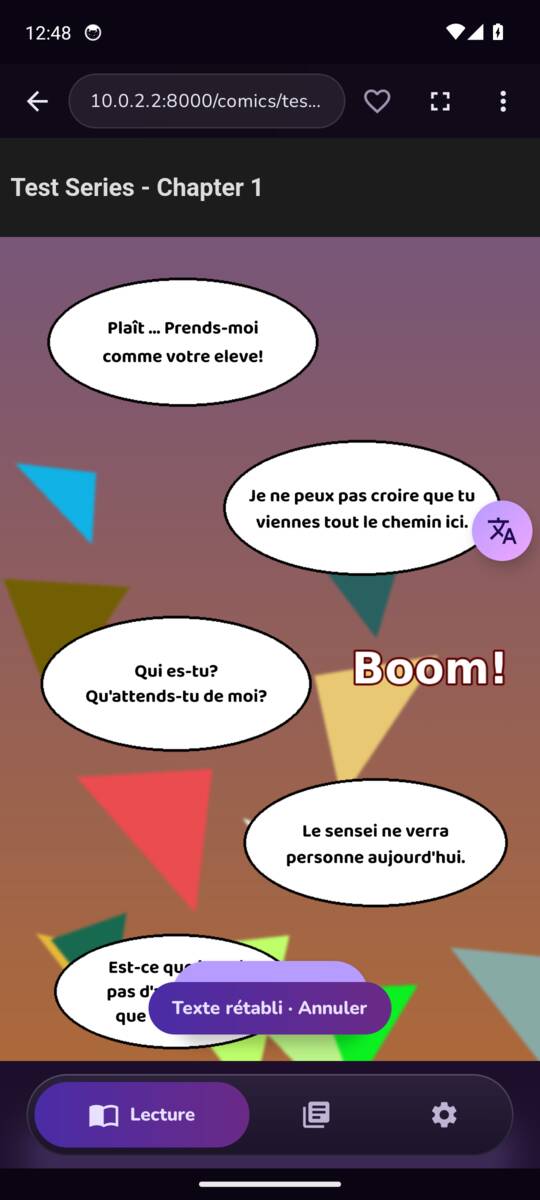 12:48
10.0.2.2:8000/comics/tes...
Test Series - Chapter 1
Plaît ... Prends-moi
comme votre eleve!
Je ne peux pas croire que tu
viennes tout le chemin ici.
Qui es-tu?
Qu'attends-tu de moi?
Boom!
Le sensei ne verra
personne aujourd'hui.
Est-ce que
pas d'
que
Texte rétabli · Annuler
Lecture